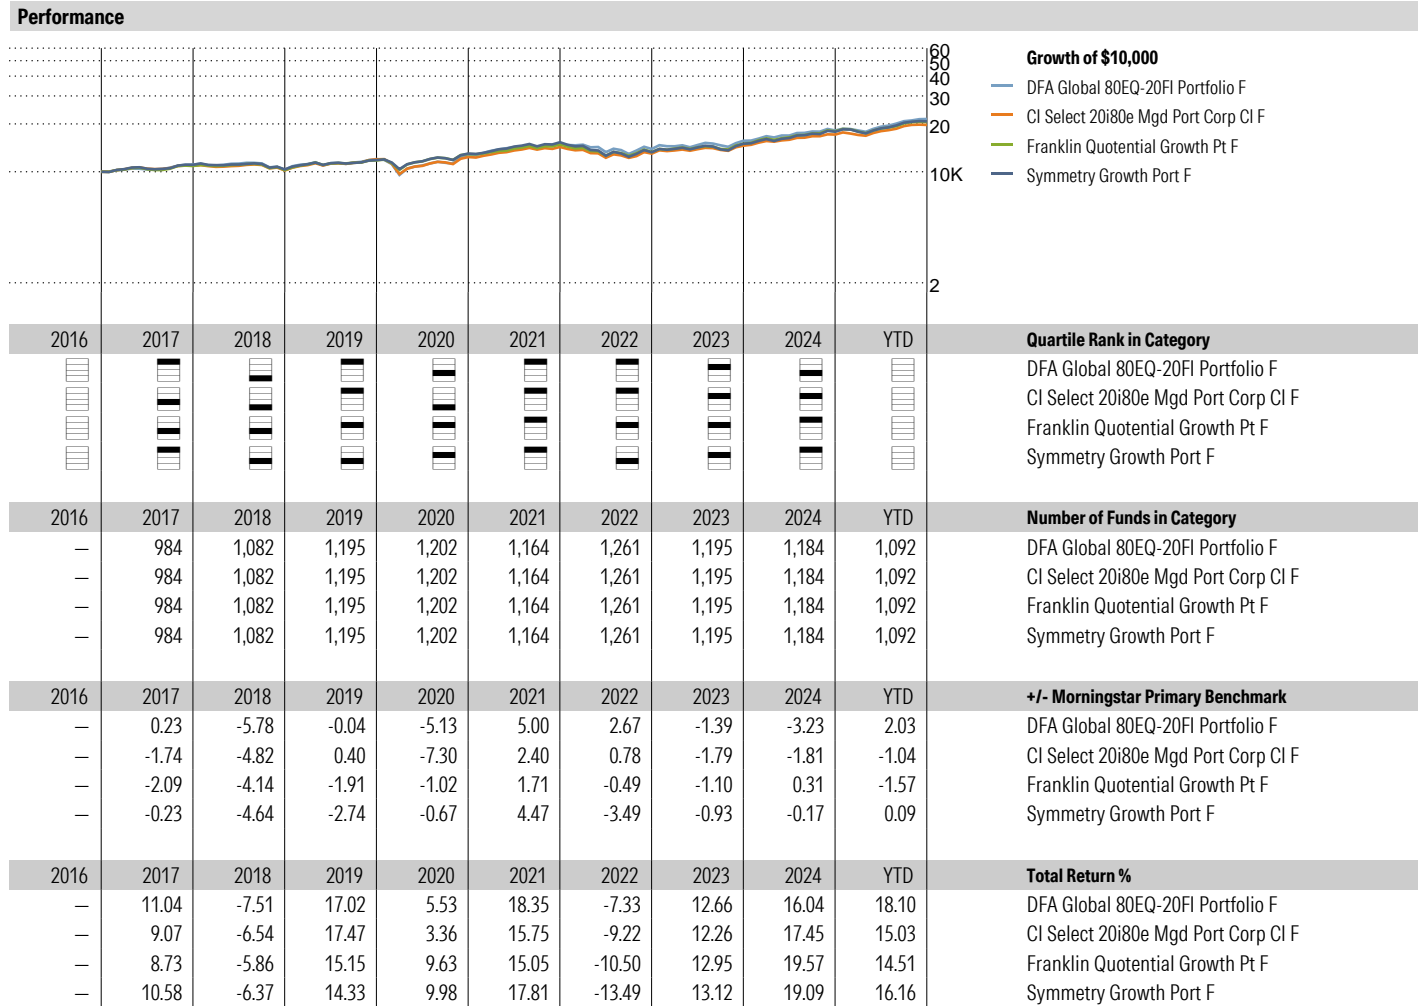 Performance
60
50
40
30
20
10K
2
Growth of $10,000
DFA Global 80EQ-20FI Portfolio F
CI Select 20i80e Mgd Port Corp Cl F
Franklin Quotential Growth Pt F
Symmetry Growth Port F
2016 2017 2018 2019 2020 2021 2022 2023 2024 YTD Quartile Rank in Category
DFA Global 80EQ-20FI Portfolio F
CI Select 20i80e Mgd Port Corp Cl F
Franklin Quotential Growth Pt F
Symmetry Growth Port F
2016 2017 2018 2019 2020 2021 2022 2023 2024 YTD Number of Funds in Category
— 984 1,082 1,195 1,202 1,164 1,261 1,195 1,184 1,092 DFA Global 80EQ-20FI Portfolio F
— 984 1,082 1,195 1,202 1,164 1,261 1,195 1,184 1,092 CI Select 20i80e Mgd Port Corp Cl F
— 984 1,082 1,195 1,202 1,164 1,261 1,195 1,184 1,092 Franklin Quotential Growth Pt F
— 984 1,082 1,195 1,202 1,164 1,261 1,195 1,184 1,092 Symmetry Growth Port F
2016 2017 2018 2019 2020 2021 2022 2023 2024 YTD +/- Morningstar Primary Benchmark
— 0.23 -5.78 -0.04 -5.13 5.00 2.67 -1.39 -3.23 2.03 DFA Global 80EQ-20FI Portfolio F
— -1.74 -4.82 0.40 -7.30 2.40 0.78 -1.79 -1.81 -1.04 CI Select 20i80e Mgd Port Corp Cl F
— -2.09 -4.14 -1.91 -1.02 1.71 -0.49 -1.10 0.31 -1.57 Franklin Quotential Growth Pt F
— -0.23 -4.64 -2.74 -0.67 4.47 -3.49 -0.93 -0.17 0.09 Symmetry Growth Port F
2016 2017 2018 2019 2020 2021 2022 2023 2024 YTD Total Return %
— 11.04 -7.51 17.02 5.53 18.35 -7.33 12.66 16.04 18.10 DFA Global 80EQ-20FI Portfolio F
— 9.07 -6.54 17.47 3.36 15.75 -9.22 12.26 17.45 15.03 CI Select 20i80e Mgd Port Corp Cl F
— 8.73 -5.86 15.15 9.63 15.05 -10.50 12.95 19.57 14.51 Franklin Quotential Growth Pt F
— 10.58 -6.37 14.33 9.98 17.81 -13.49 13.12 19.09 16.16 Symmetry Growth Port F